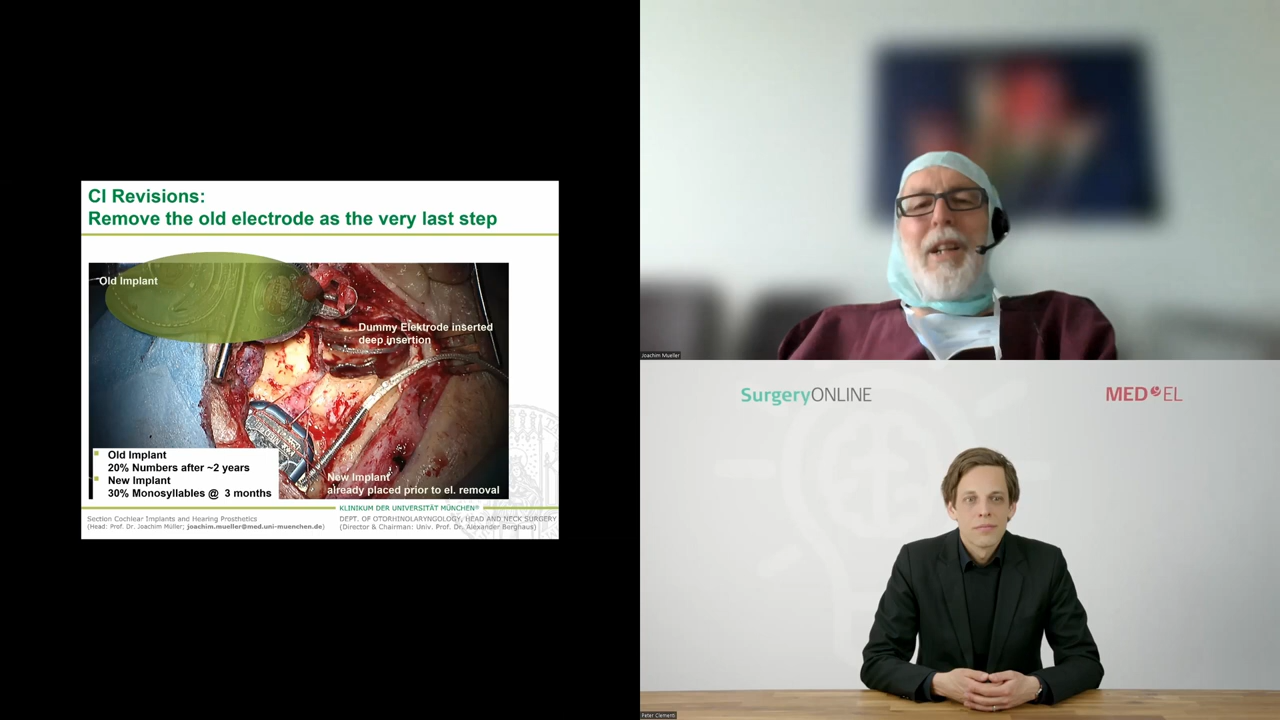 CI Revisions:
Remove the old electrode as the very last step
Old Implant
Dummy Elektrode inserted
deep insertion
Old Implant
20% Numbers after ~2 years
New Implant
30% Monosyllables @ 3 months
New Implant
already placed prior to el. removal
KLINIKUM DER UNIVERSITÄT MÜNCHEN®
Section Cochlear Implants and Hearing Prosthetics
(Head: Prof. Dr. Joachim Müller; joachim.mueller@med.uni-muenchen.de)
DEPT. OF OTORHINOLARYNGOLOGY, HEAD AND NECK SURGERY
(Director & Chairman: Univ. Prof. Dr. Alexander Berghaus)
Joachim Mueller
SurgeryONLINE
MED EL
Peter Clementi